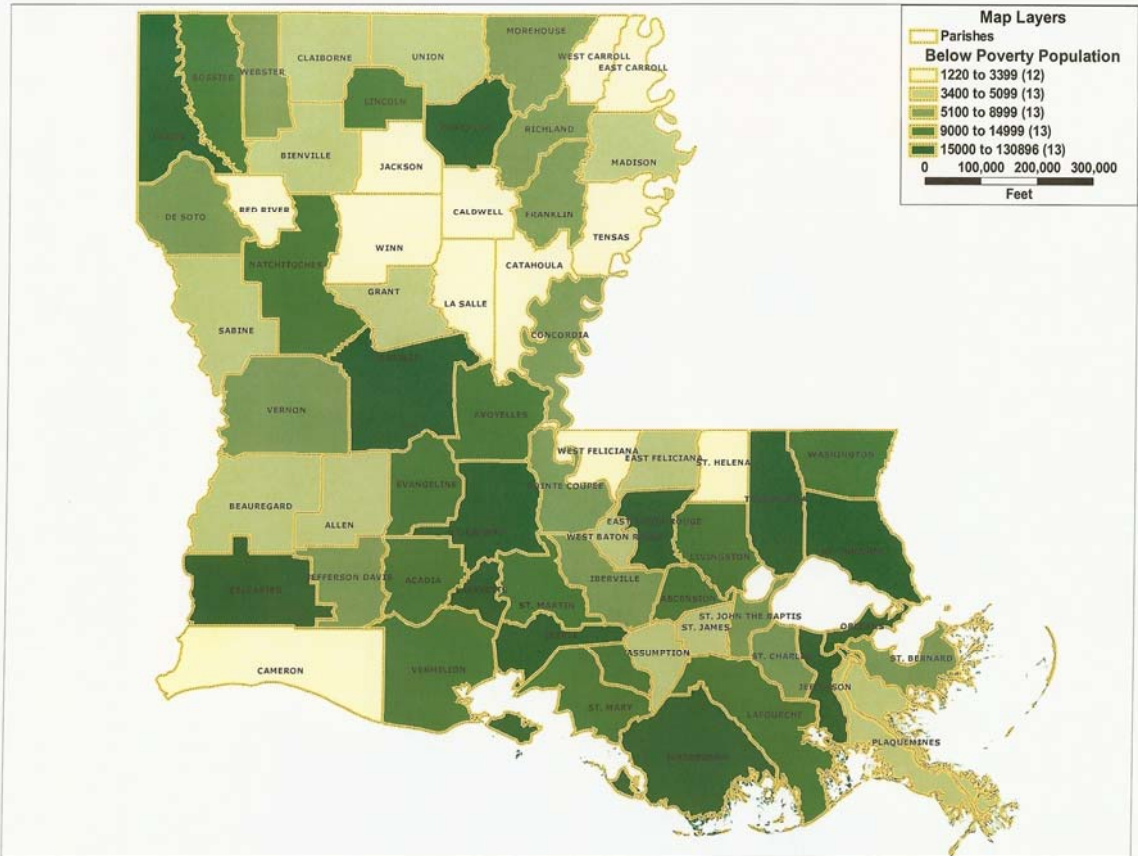 Map Layers
Parishes
Below Poverty Population
1220 to 3399 (12)
3400 to 5099 (13)
5100 to 8999 (13)
9000 to 14999 (13)
15000 to 130896 (13)
0 100,000 200,000 300,000
Feet
MOREHOUSE
WEST CARROLL
EAST CARROLL
CLAIBORNE
UNION
WEBSTER
BOSSIER
LINCOLN
RICHLAND
BIENVILLE
JACKSON
MADISON
RED RIVER
CALDWELL
FRANKLIN
DE SOTO
TENSAS
WINN
NATCHITOCHES
CATAHOULA
GRANT
LA SALLE
SABINE
CONCORDIA
VERNON
AVOYELLES
WEST FELICIANA
EAST FELICIANA
ST. HELENA
WASHINGTON
EVANGELINE
POINTE COUPEE
BEAUREGARD
ALLEN
EAST BATON ROUGE
WEST BATON ROUGE
LIVINGSTON
JEFFERSON DAVIS
ACADIA
IBERVILLE
ASCENSION
ST. MARTIN
ST. JOHN THE BAPTIS
ST. JAMES
ASSUMPTION
ST. CHARLES
ST. BERNARD
CAMERON
VERMILION
JEFFERSON
ST. MARY
LAFOURCHE
PLAQUEMINES